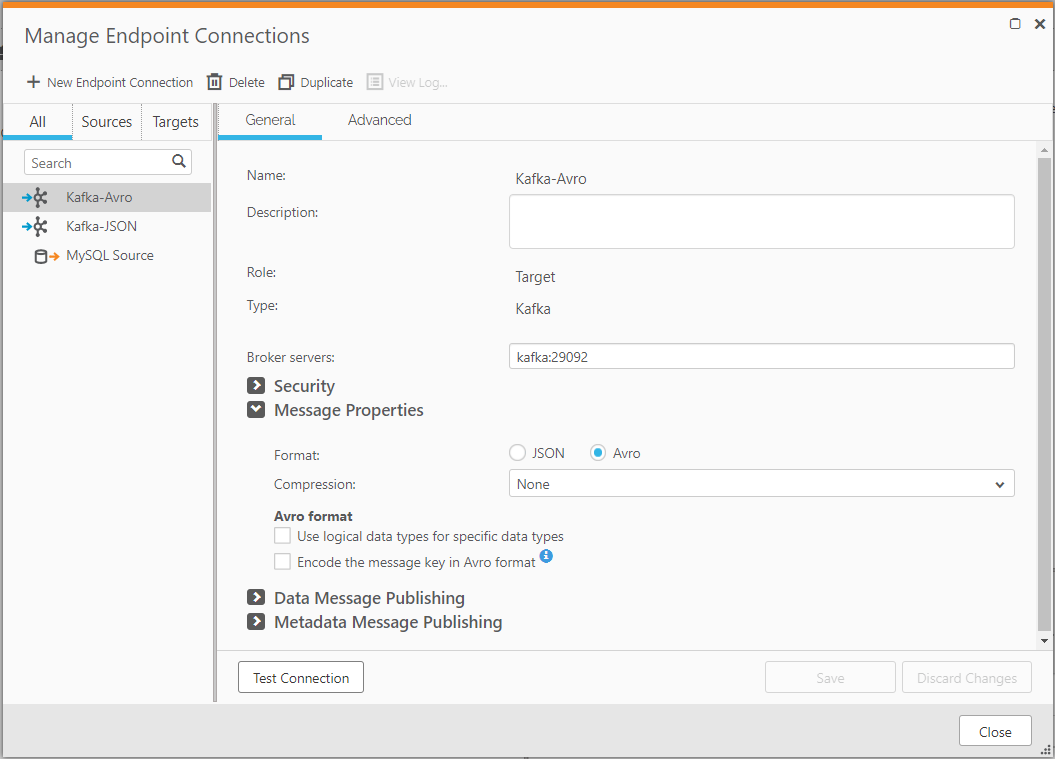 Manage Endpoint Connections
New Endpoint Connection Delete Duplicate View Log...
All Sources Targets General Advanced
Search
Kafka-Avro
Kafka-JSON
MySQL Source
Name: Kafka-Avro
Description:
Role: Target
Type: Kafka
Broker servers: kafka:29092
Security
Message Properties
Format: JSON Avro
Compression: None
Avro format
Use logical data types for specific data types
Encode the message key in Avro format
Data Message Publishing
Metadata Message Publishing
Test Connection Save Discard Changes
Close